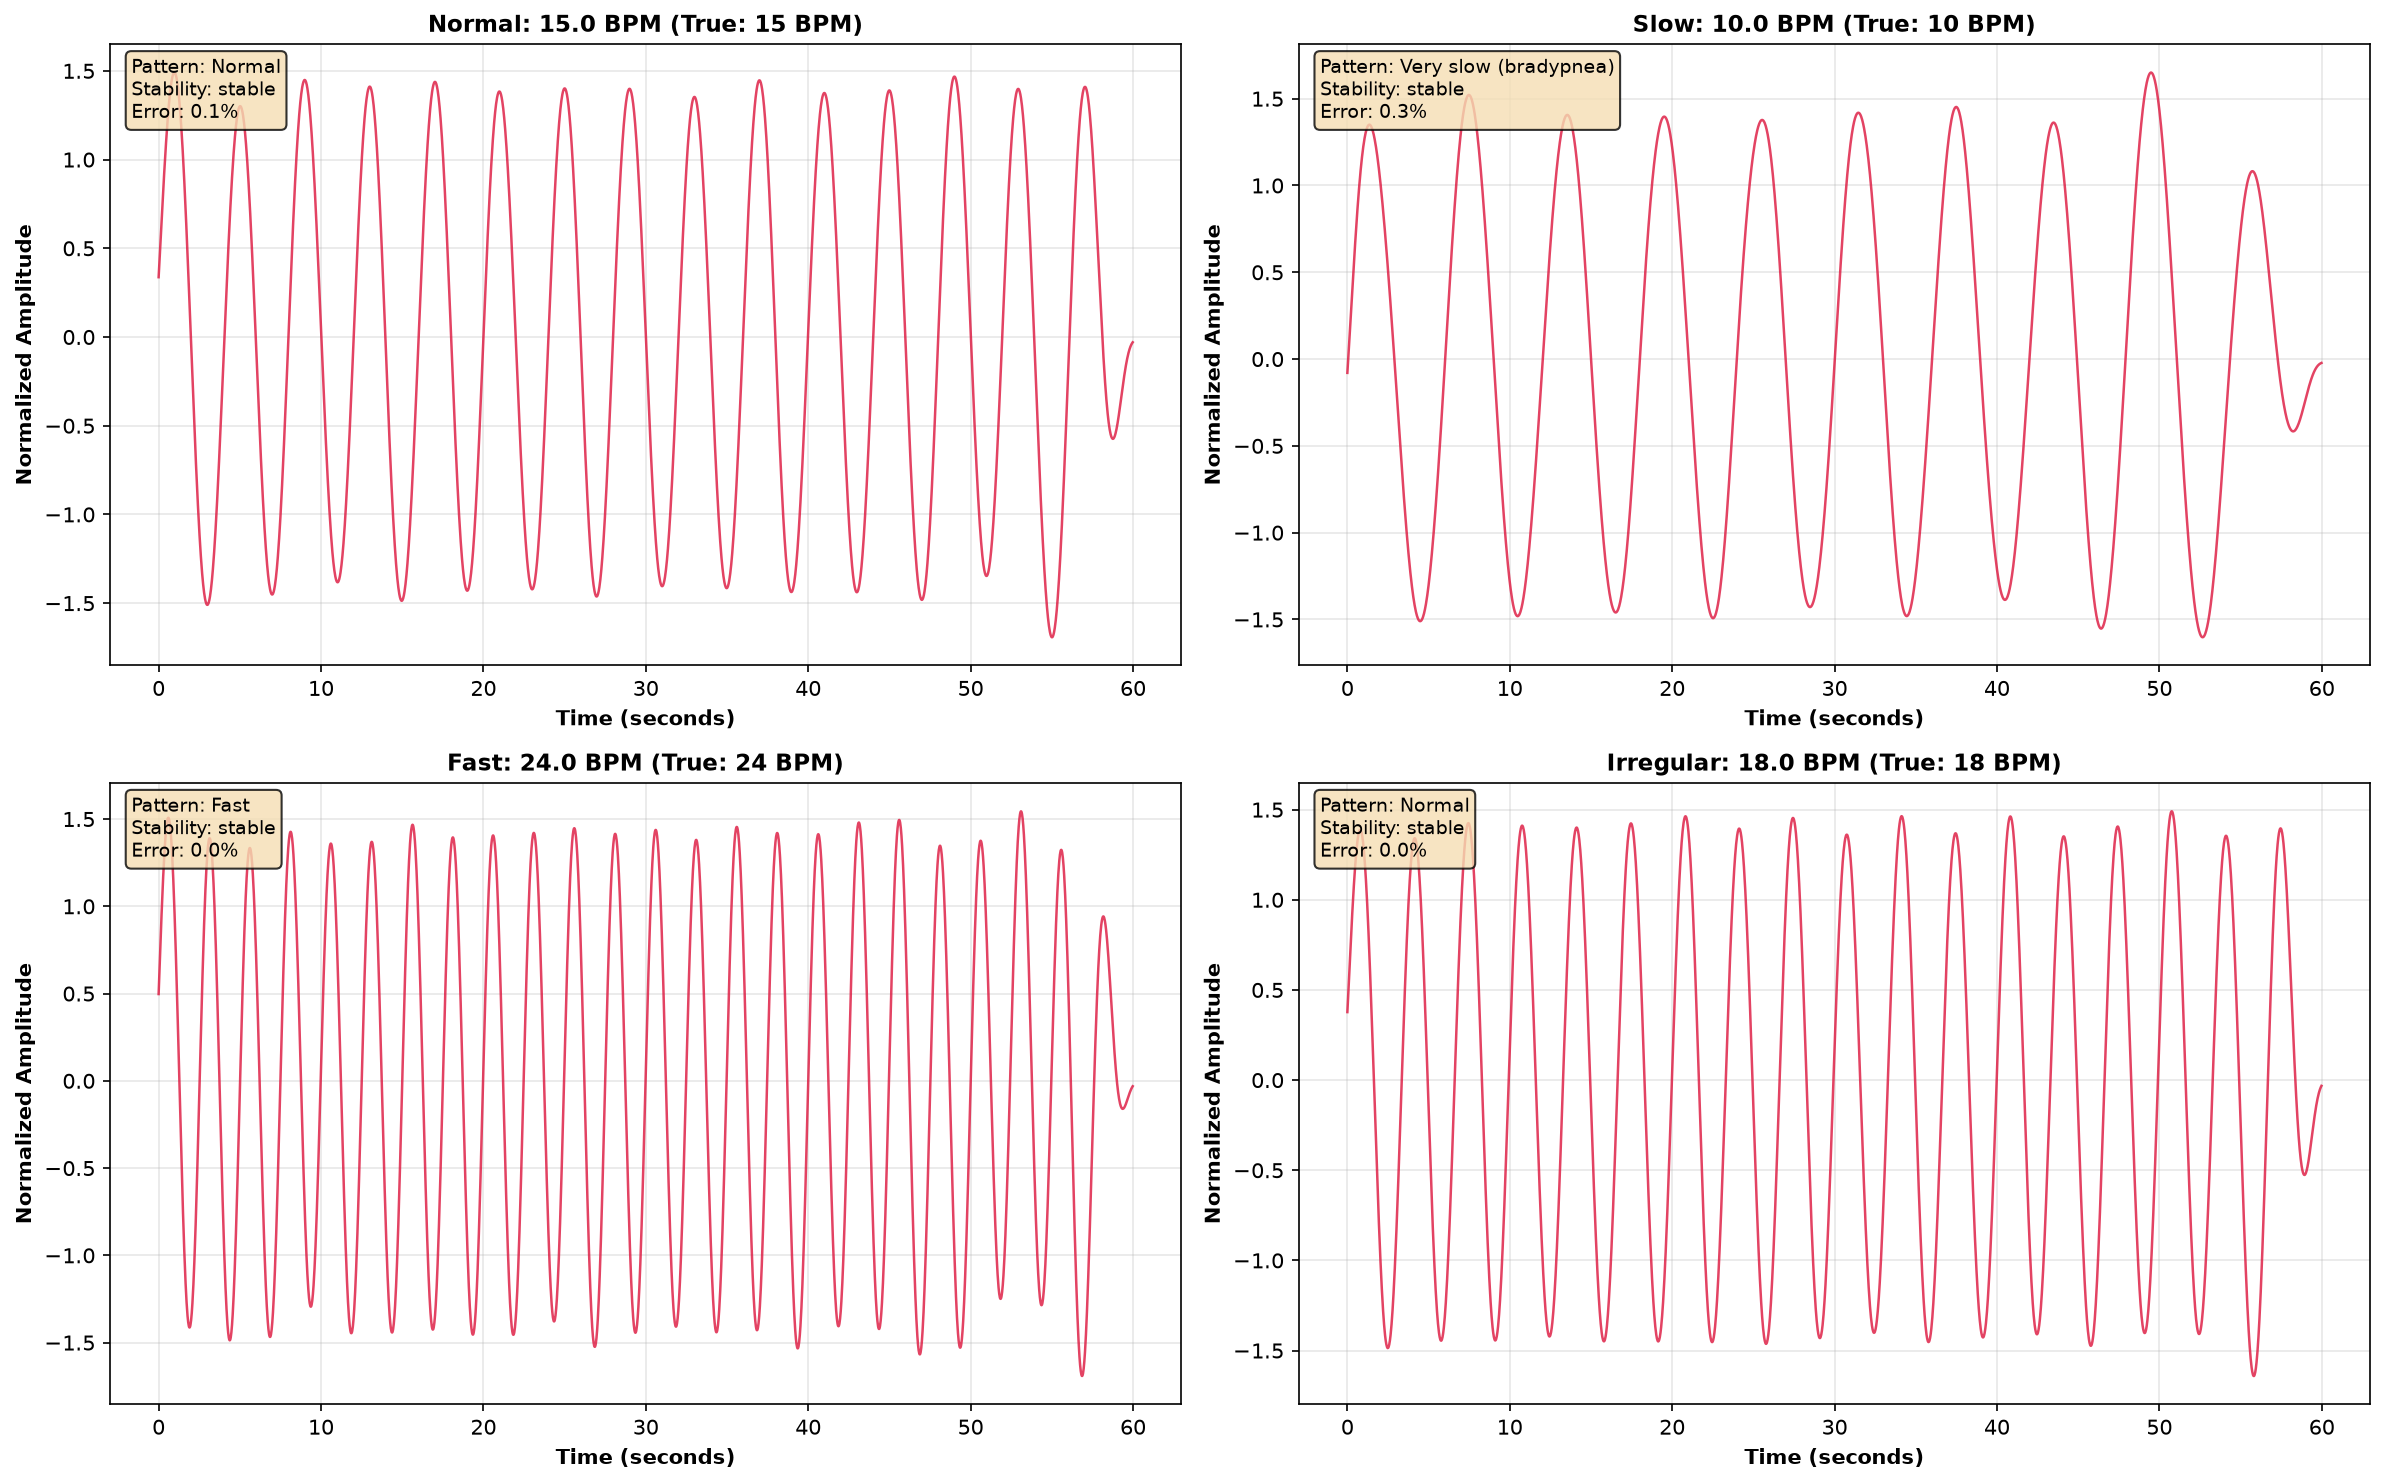 Normal: 15.0 BPM (True: 15 BPM)
Pattern: Normal
Stability: stable
Error: 0.1%
1.5
1.0
0.5
0.0
−0.5
−1.0
−1.5
Normalized Amplitude
0 10 20 30 40 50 60
Time (seconds)
Slow: 10.0 BPM (True: 10 BPM)
Pattern: Very slow (bradypnea)
Stability: stable
Error: 0.3%
1.5
1.0
0.5
0.0
−0.5
−1.0
−1.5
Normalized Amplitude
0 10 20 30 40 50 60
Time (seconds)
Fast: 24.0 BPM (True: 24 BPM)
Pattern: Fast
Stability: stable
Error: 0.0%
1.5
1.0
0.5
0.0
−0.5
−1.0
−1.5
Normalized Amplitude
0 10 20 30 40 50 60
Time (seconds)
Irregular: 18.0 BPM (True: 18 BPM)
Pattern: Normal
Stability: stable
Error: 0.0%
1.5
1.0
0.5
0.0
−0.5
−1.0
−1.5
Normalized Amplitude
0 10 20 30 40 50 60
Time (seconds)